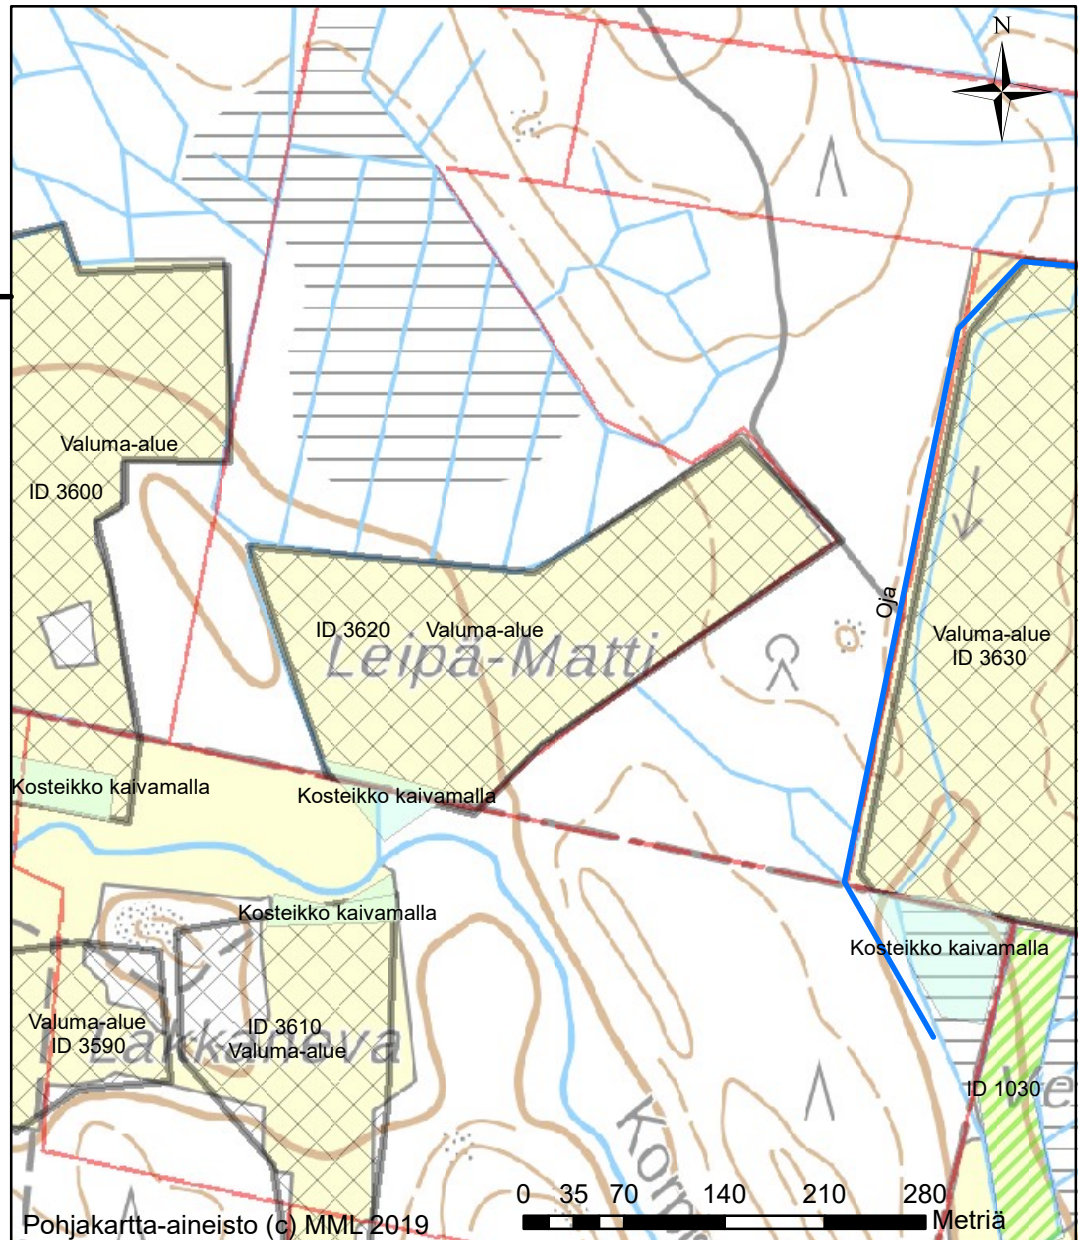 N
Valuma-alue
ID 3600
Oja
ID 3620 Valuma-alue
Leipä-Matti
Valuma-alue
ID 3630
Kosteikko kaivamalla
Kosteikko kaivamalla
Kosteikko kaivamalla
Kosteikko kaivamalla
Valuma-alue
ID 3590
ID 3610
Valuma-alue
Lakkaneva
ID 1030
0 35 70 140 210 280
Metriä
Pohjakartta-aineisto (c) MML 2019